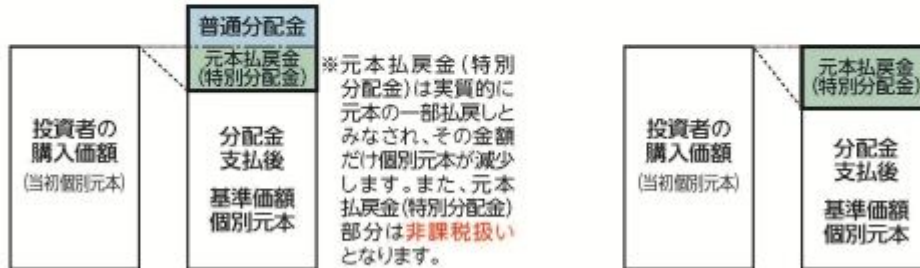 普通分配金
元本払戻金
(特別分配金)
投資者の
購入価額
(当初個別元本)
分配金
支払後
基準価額
個別元本
※元本払戻金(特別
分配金)は実質的に
元本の一部払戻しと
みなされ、その金額
だけ個別元本が減少
します。また、元本
払戻金(特別分配金)
部分は非課税扱い
となります。
投資者の
購入価額
(当初個別元本)
元本払戻金
(特別分配金)
分配金
支払後
基準価額
個別元本